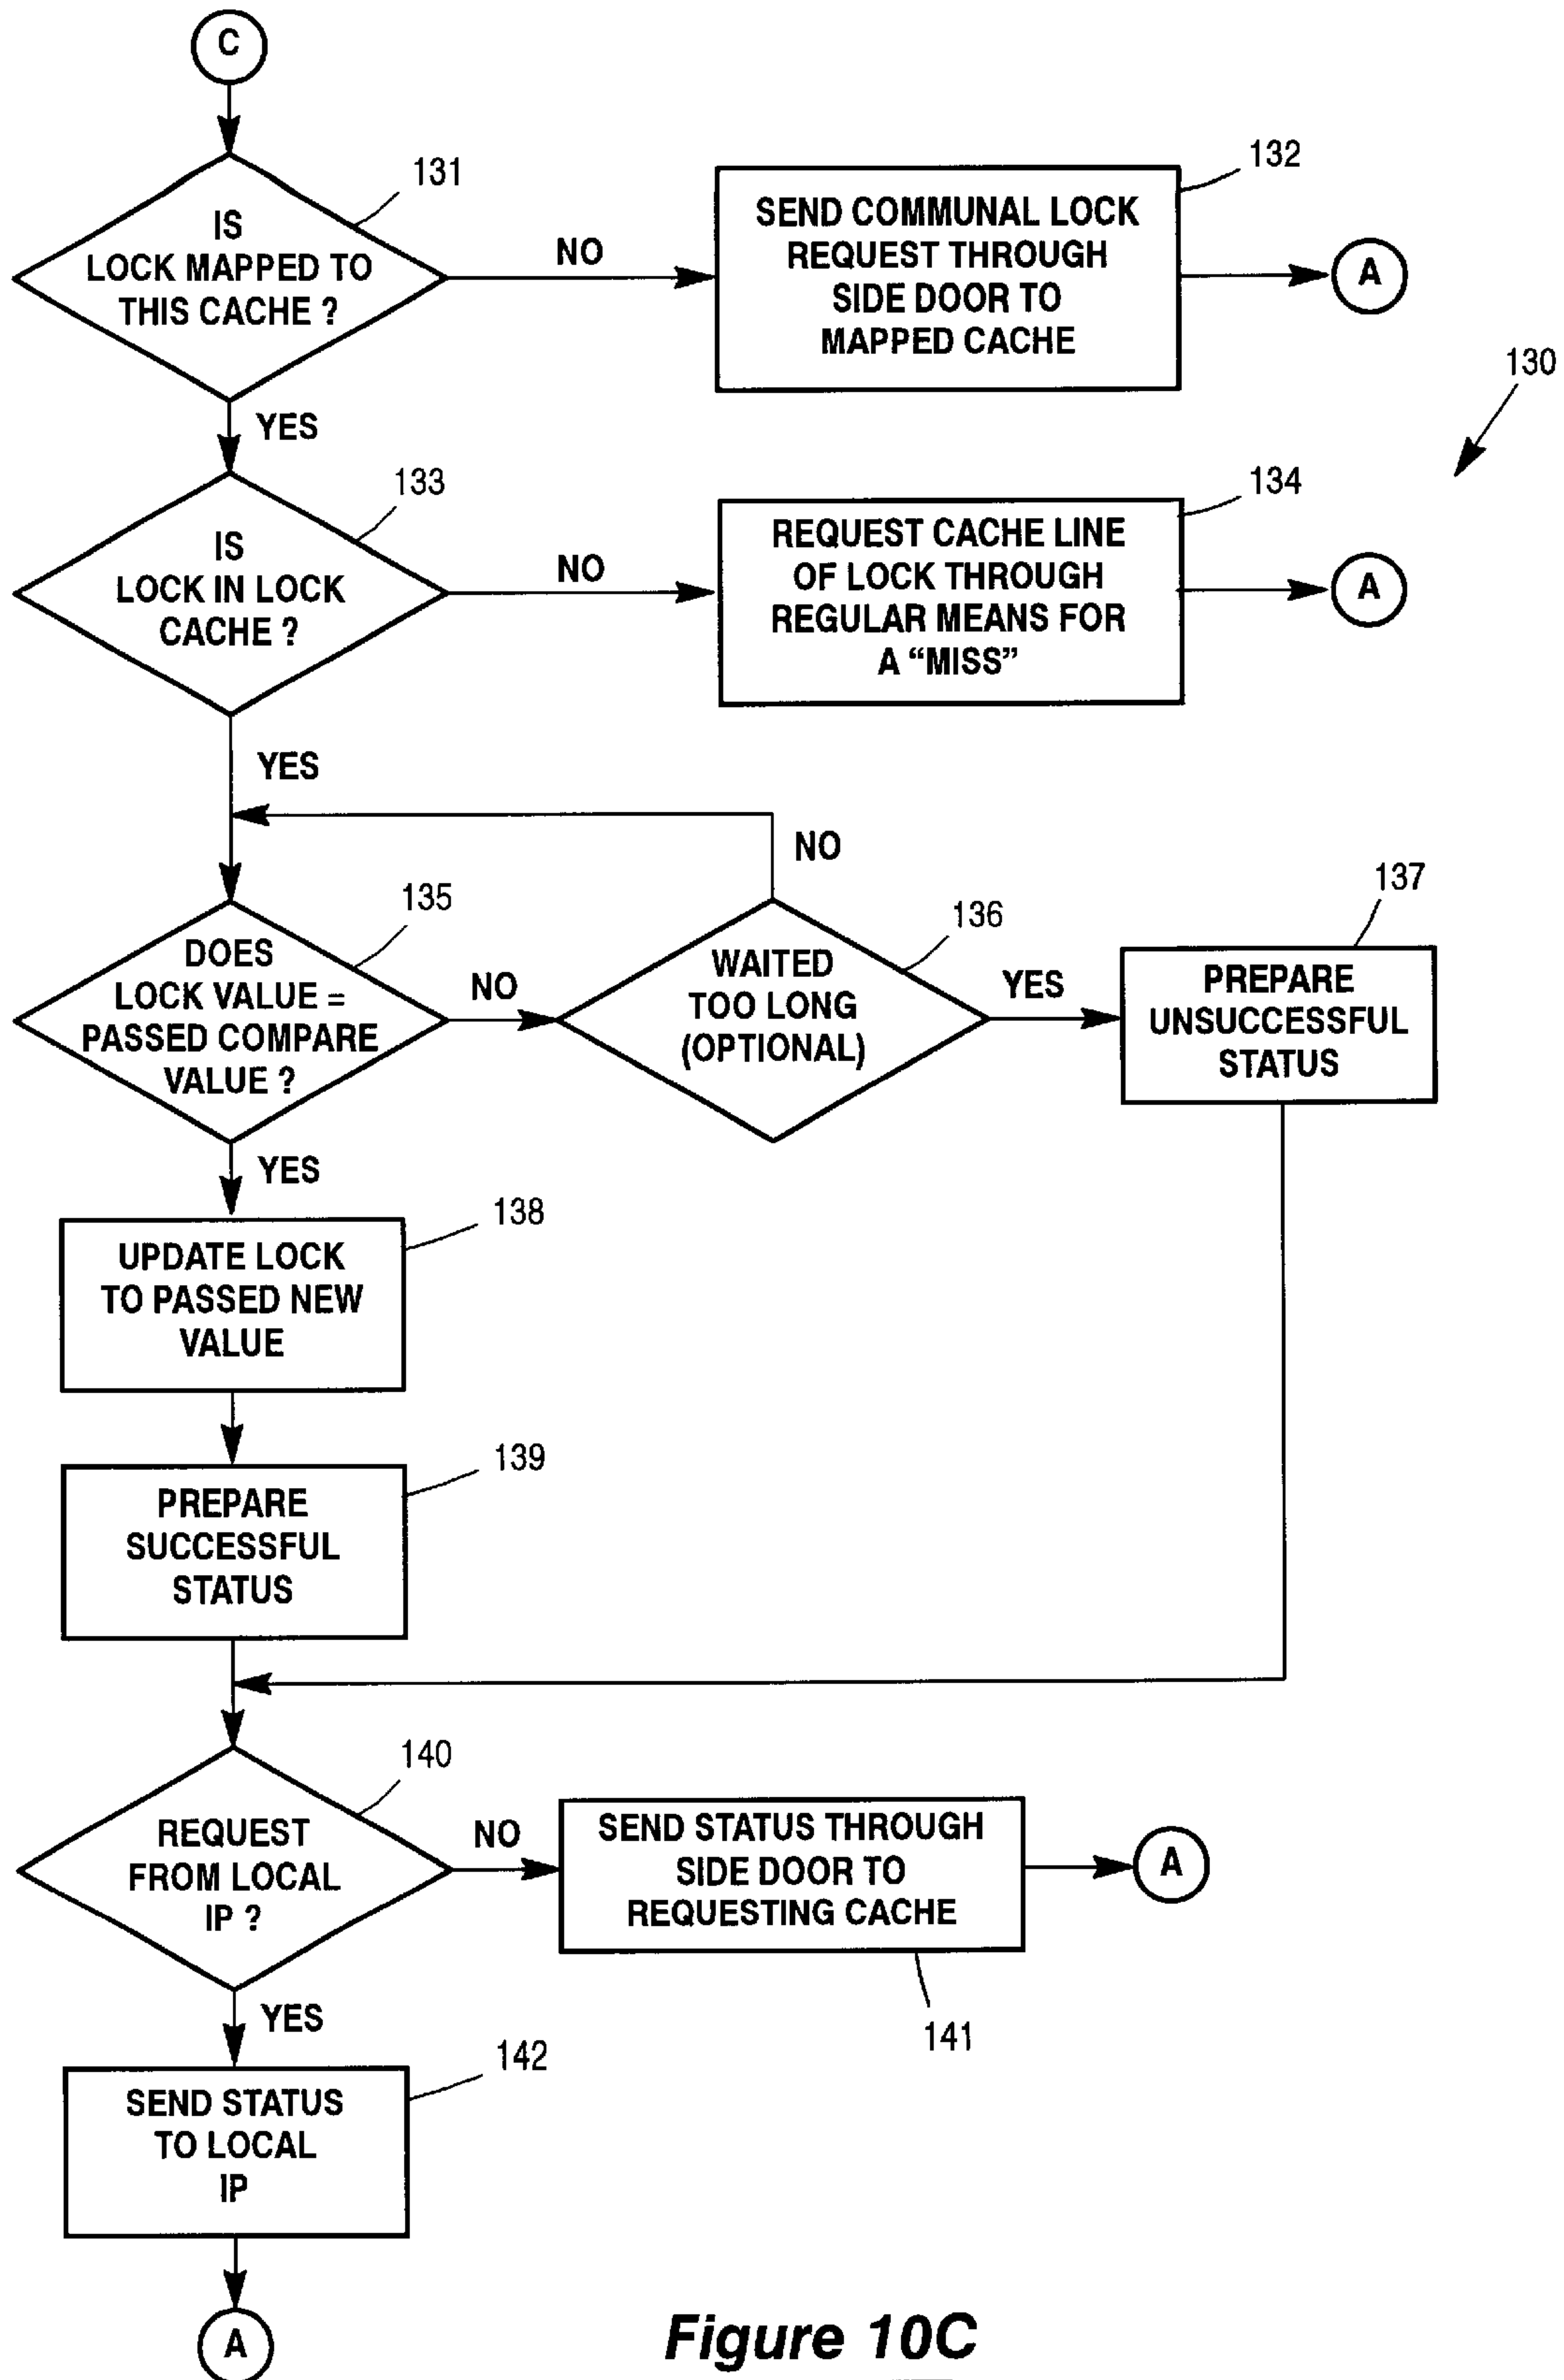 C
131
IS
LOCK MAPPED TO
THIS CACHE ?
NO
132
SEND COMMUNAL LOCK
REQUEST THROUGH
SIDE DOOR TO
MAPPED CACHE
A
130
YES
133
IS
LOCK IN LOCK
CACHE ?
NO
134
REQUEST CACHE LINE
OF LOCK THROUGH
REGULAR MEANS FOR
A “MISS”
A
YES
NO
135
DOES
LOCK VALUE =
PASSED COMPARE
VALUE ?
NO
136
WAITED
TOO LONG
(OPTIONAL)
YES
137
PREPARE
UNSUCCESSFUL
STATUS
YES
138
UPDATE LOCK
TO PASSED NEW
VALUE
139
PREPARE
SUCCESSFUL
STATUS
140
REQUEST
FROM LOCAL
IP ?
NO
SEND STATUS THROUGH
SIDE DOOR TO
REQUESTING CACHE
141
A
YES
142
SEND STATUS
TO LOCAL
IP
A
Figure 10C